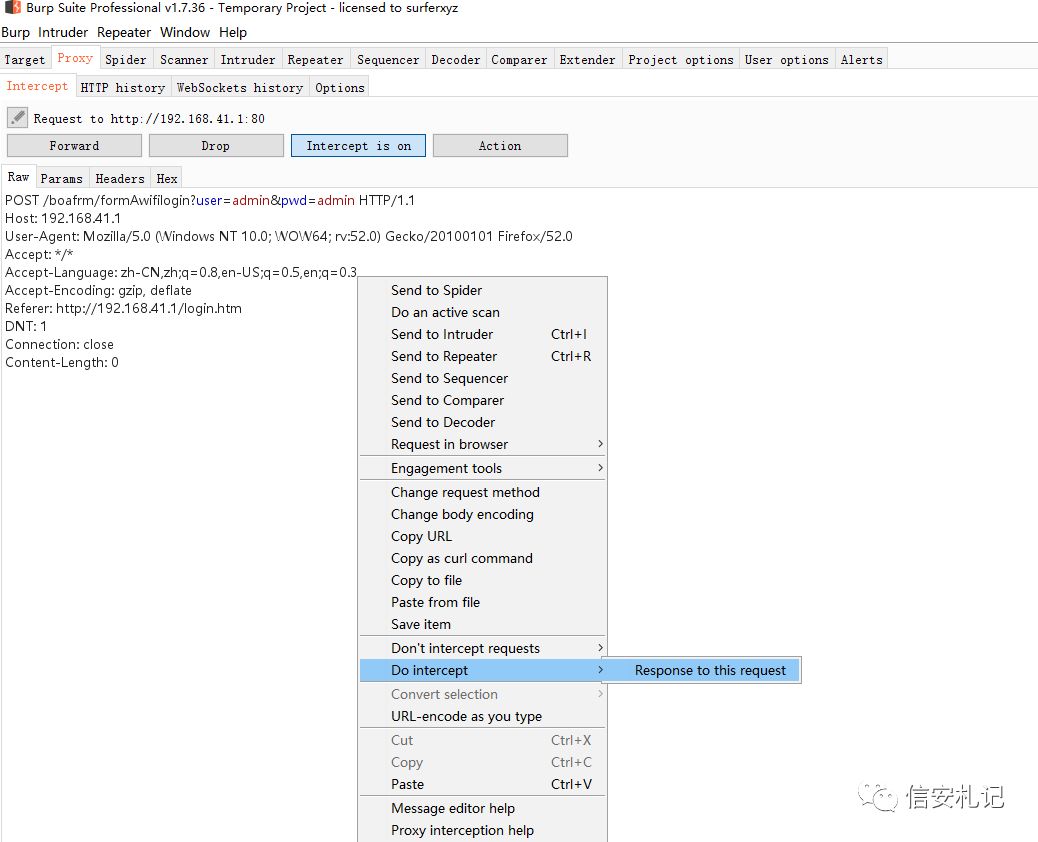 Burp Suite Professional v1.7.36 - Temporary Project - licensed to surferxyz
Burp Intruder Repeater Window Help
Target Proxy Spider Scanner Intruder Repeater Sequencer Decoder Comparer Extender Project options User options Alerts
Intercept HTTP history WebSockets history Options
Request to http://192.168.41.1:80
Forward Drop Intercept is on Action
Raw Params Headers Hex
POST /boafrm/formAwifilogin?user=admin&pwd=admin HTTP/1.1
Host: 192.168.41.1
User-Agent: Mozilla/5.0 (Windows NT 10.0; WOW64; rv:52.0) Gecko/20100101 Firefox/52.0
Accept: */*
Accept-Language: zh-CN,zh;q=0.8,en-US;q=0.5,en;q=0.3
Accept-Encoding: gzip, deflate
Referer: http://192.168.41.1/login.htm
DNT: 1
Connection: close
Content-Length: 0
Send to Spider
Do an active scan
Send to Intruder Ctrl+I
Send to Repeater Ctrl+R
Send to Sequencer
Send to Comparer
Send to Decoder
Request in browser
Engagement tools
Change request method
Change body encoding
Copy URL
Copy as curl command
Copy to file
Paste from file
Save item
Don't intercept requests
Do intercept Response to this request
Convert selection
URL-encode as you type
Cut Ctrl+X
Copy Ctrl+C
Paste Ctrl+V
Message editor help
Proxy interception help
信安札记